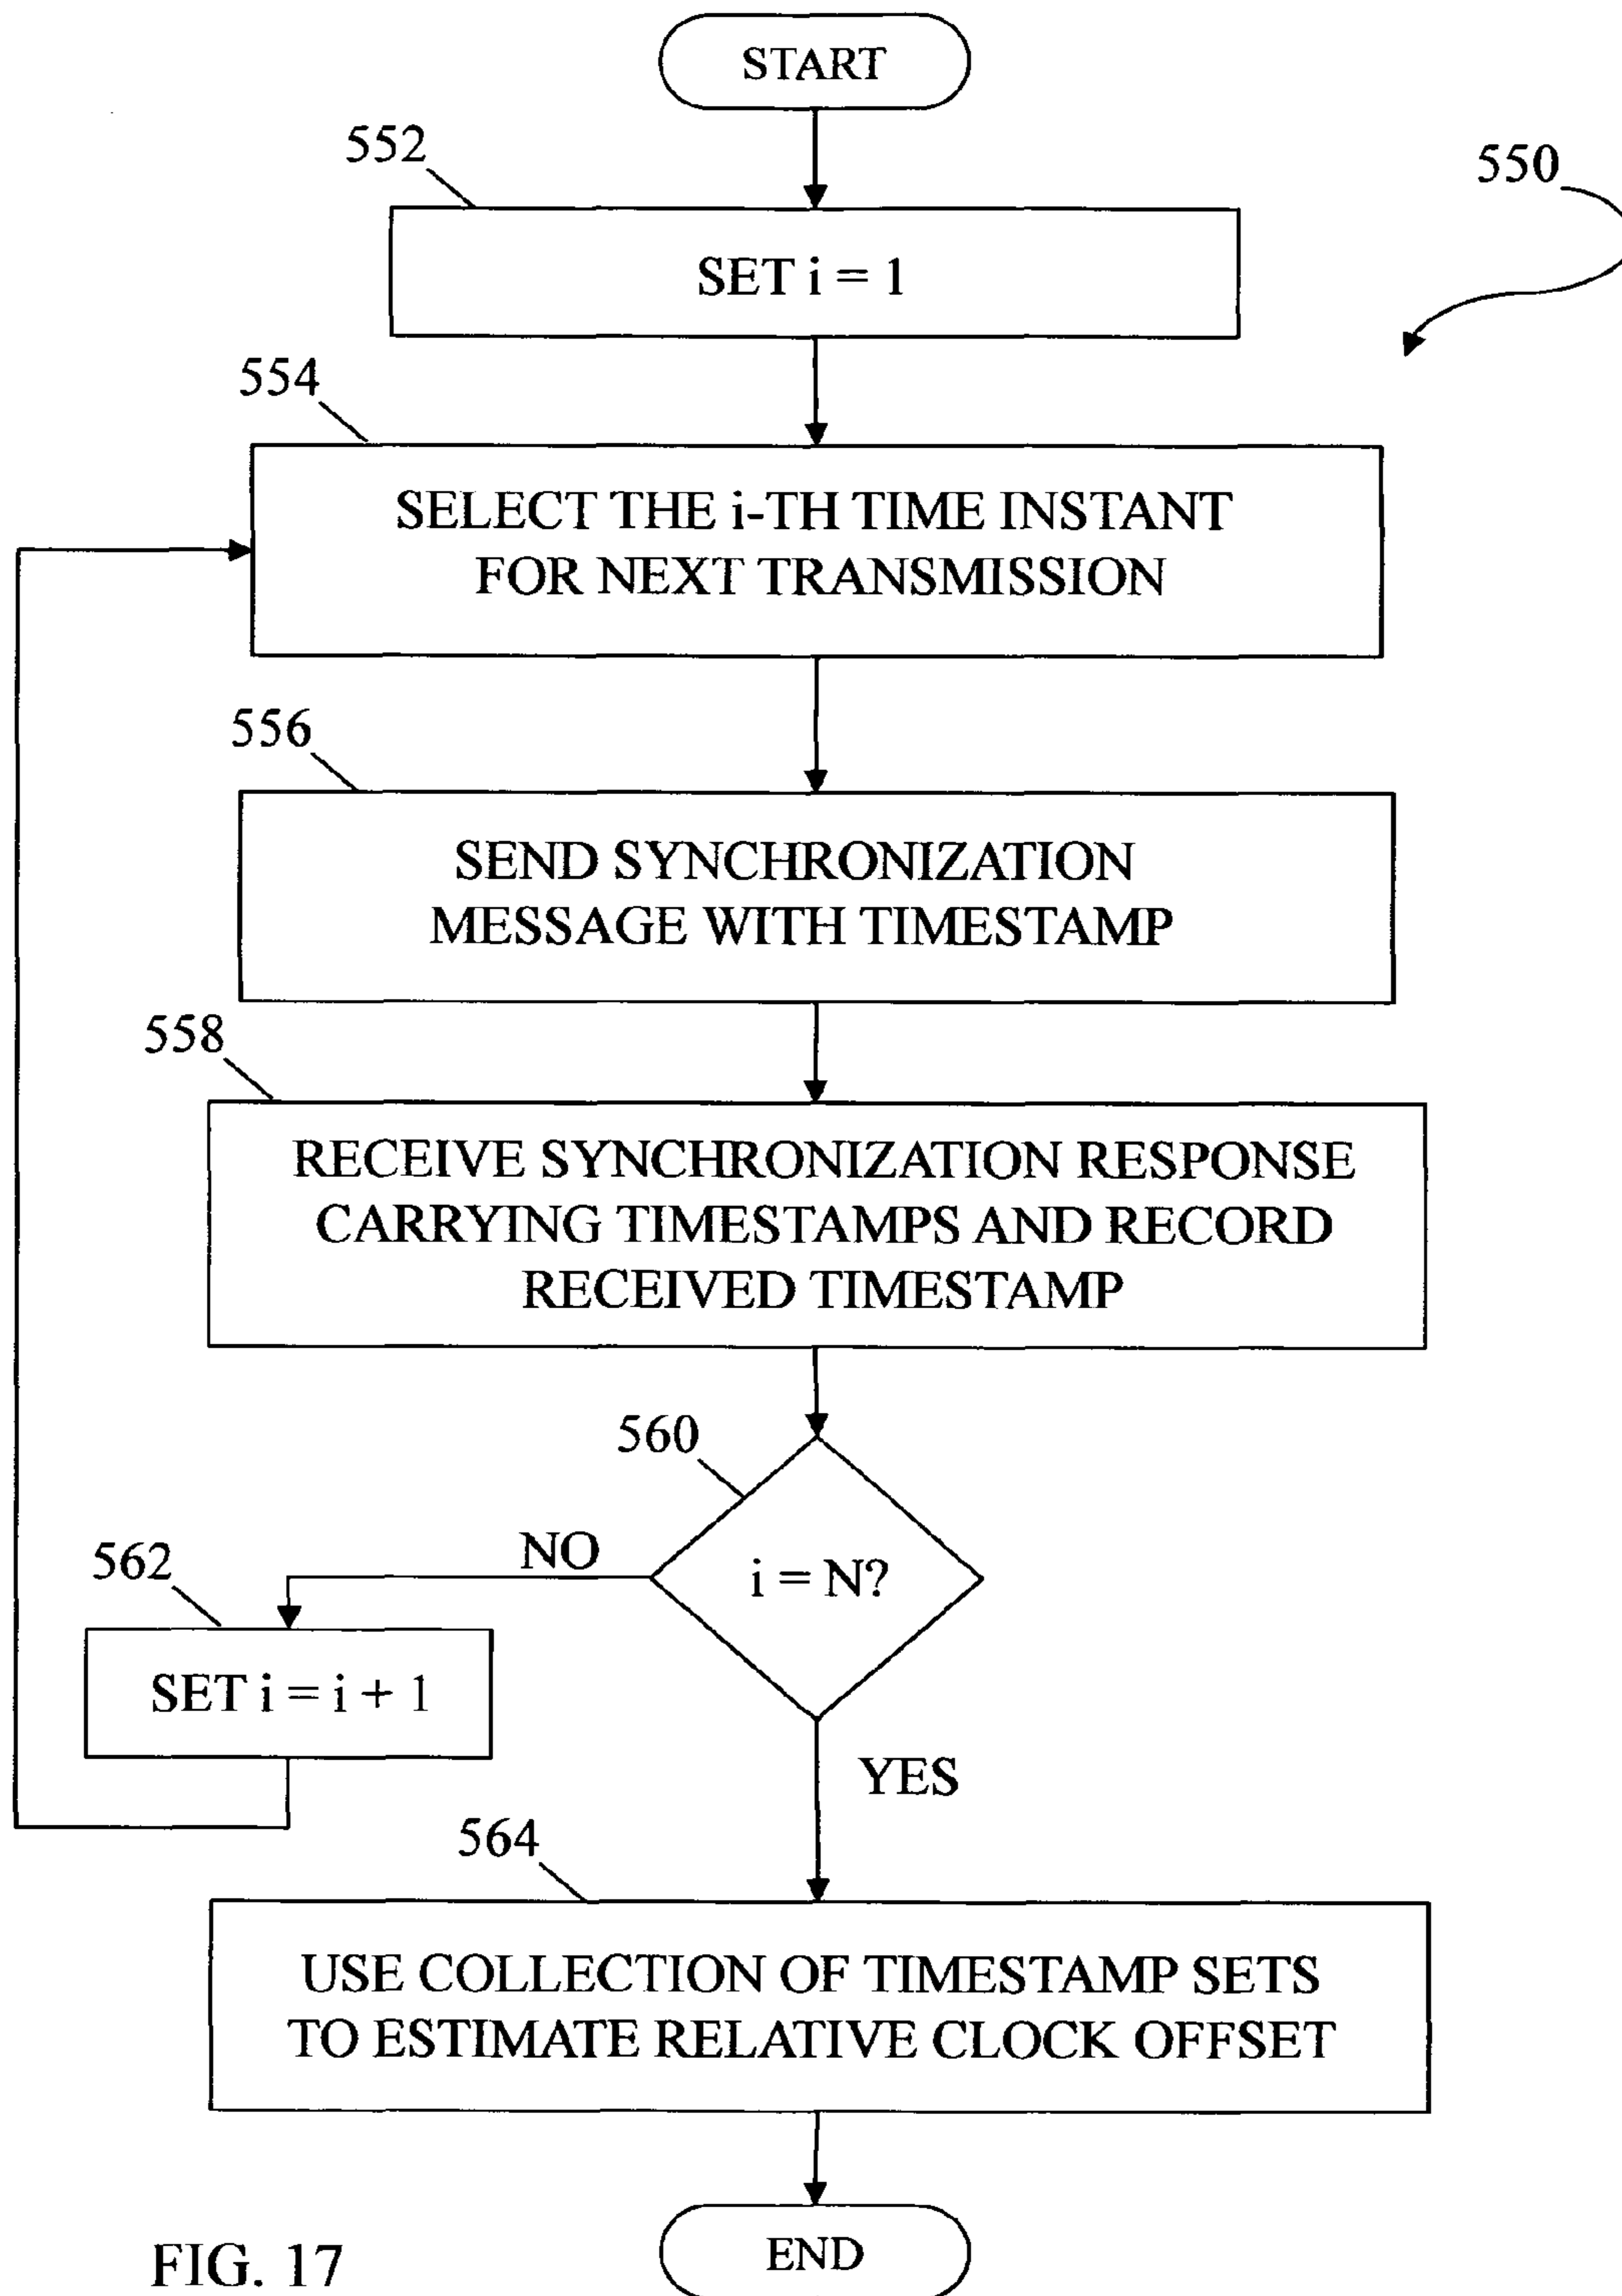 START
552
550
SET i = 1
554
SELECT THE i-TH TIME INSTANT
FOR NEXT TRANSMISSION
556
SEND SYNCHRONIZATION
MESSAGE WITH TIMESTAMP
558
RECEIVE SYNCHRONIZATION RESPONSE
CARRYING TIMESTAMPS AND RECORD
RECEIVED TIMESTAMP
560
NO
i = N?
562
SET i = i + 1
YES
564
USE COLLECTION OF TIMESTAMP SETS
TO ESTIMATE RELATIVE CLOCK OFFSET
END
FIG. 17